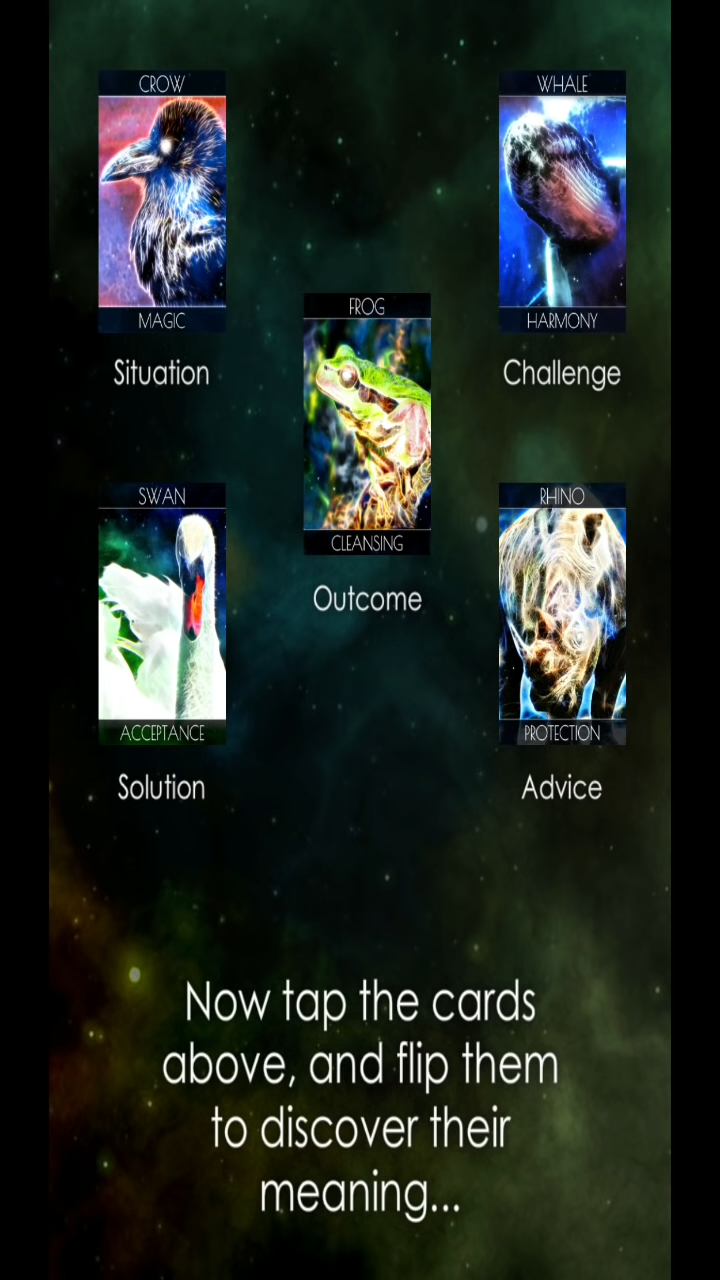 CROW
MAGIC
Situation
WHALE
HARMONY
Challenge
FROG
CLEANSING
Outcome
SWAN
ACCEPTANCE
Solution
RHINO
PROTECTION
Advice
Now tap the cards
above, and flip them
to discover their
meaning...